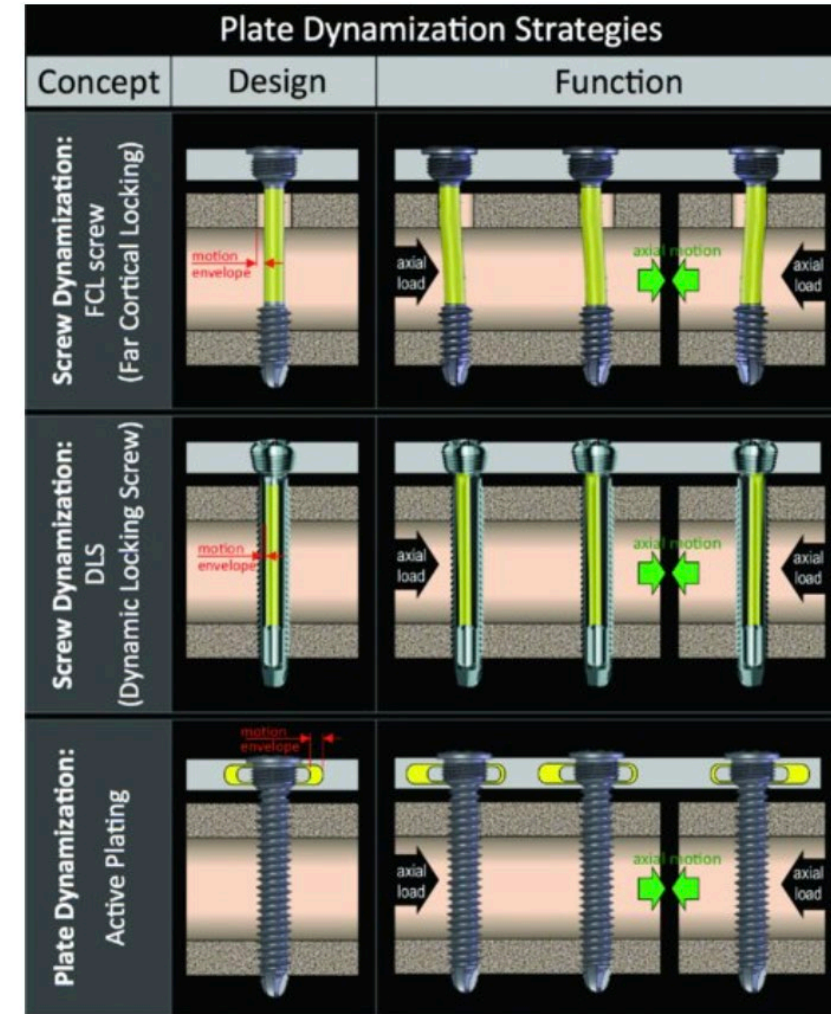 Plate Dynamization Strategies
Concept
Design
Function
Screw Dynamization:
FCL screw
(Far Cortical Locking)
motion
envelope
axial
load
axial motion
axial
load
Screw Dynamization:
DLS
(Dynamic Locking Screw)
motion
envelope
axial
load
axial motion
axial
load
Plate Dynamization:
Active Plating
motion
envelope
axial
load
axial motion
axial
load